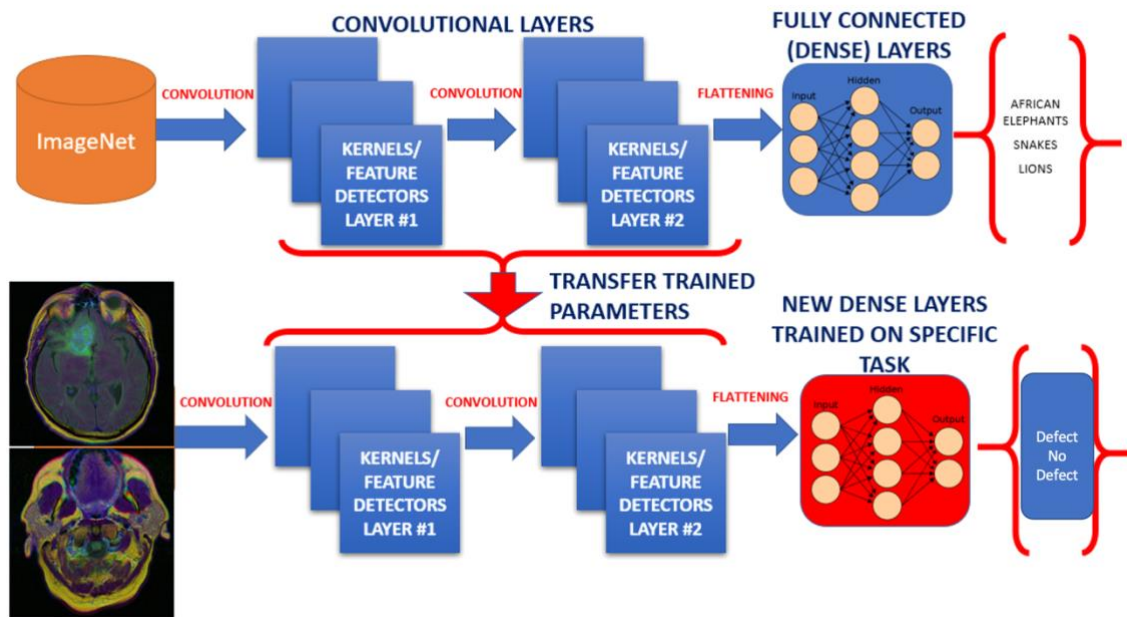 CONVOLUTIONAL LAYERS
FULLY CONNECTED
(DENSE) LAYERS
ImageNet
CONVOLUTION
KERNELS/
FEATURE
DETECTORS
LAYER #1
CONVOLUTION
KERNELS/
FEATURE
DETECTORS
LAYER #2
FLATTENING
Input
Hidden
Output
AFRICAN
ELEPHANTS
SNAKES
LIONS
TRANSFER TRAINED
PARAMETERS
NEW DENSE LAYERS
TRAINED ON SPECIFIC
TASK
CONVOLUTION
KERNELS/
FEATURE
DETECTORS
LAYER #1
CONVOLUTION
KERNELS/
FEATURE
DETECTORS
LAYER #2
FLATTENING
Input
Hidden
Output
Defect
No
Defect